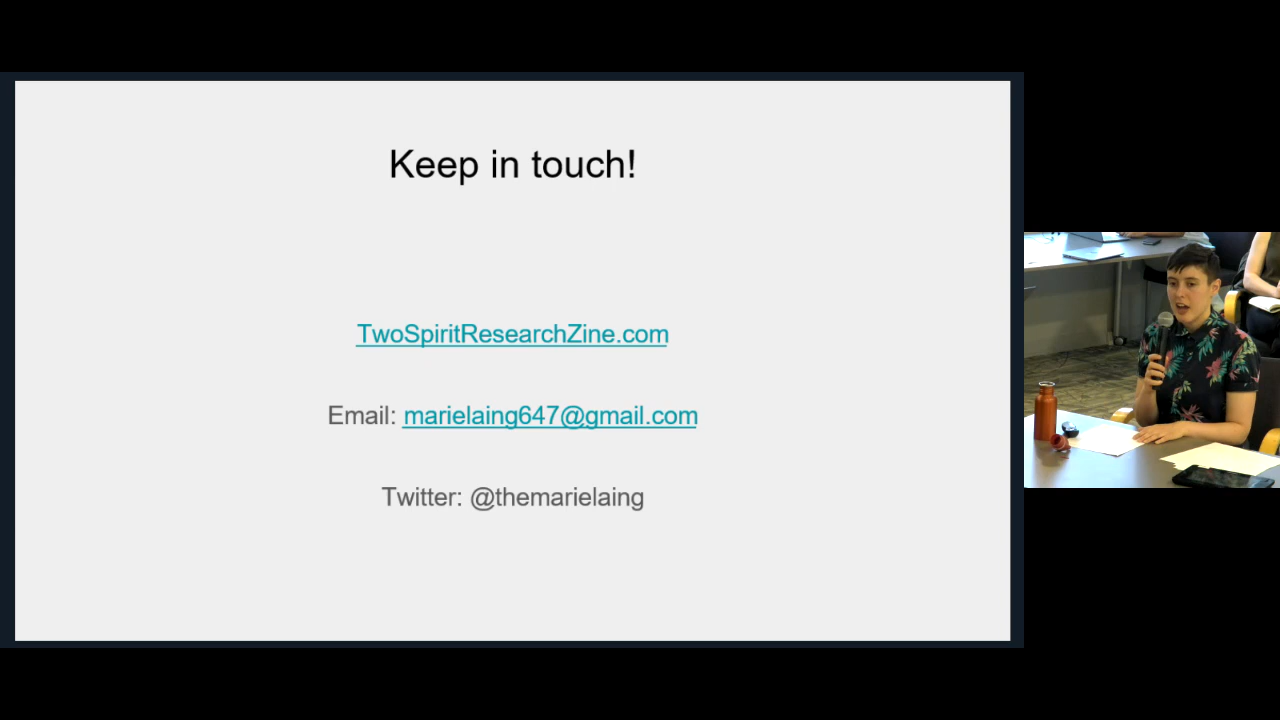 Keep in touch!
TwoSpiritResearchZine.com
Email: marielaing647@gmail.com
Twitter: @themarielaing